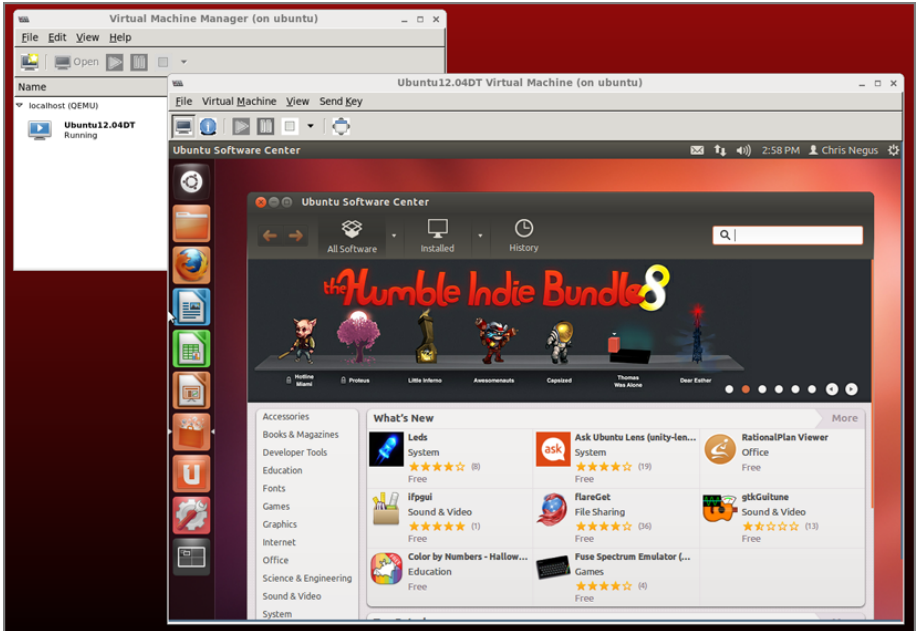 Virtual Machine Manager (on ubuntu)
File Edit View Help
Open
Name
localhost (QEMU)
Ubuntu12.04DT
Running
Ubuntu12.04DT Virtual Machine (on ubuntu)
File Virtual Machine View Send Key
Ubuntu Software Center 2:58 PM Chris Negus
Ubuntu Software Center
All Software Installed History
the Humble Indie Bundle 8
Hotline Miami
Proteus
Little Inferno
Awesomenauts
Capsized
Thomas Was Alone
Dear Esther
Accessories
Books & Magazines
Developer Tools
Education
Fonts
Games
Graphics
Internet
Office
Science & Engineering
Sound & Video
System
What's New More
Leds
System
(8)
Free
Ask Ubuntu Lens (unity-len...
System
(19)
Free
RationalPlan Viewer
Office
Free
ifpgui
Sound & Video
(1)
Free
flareGet
File Sharing
(36)
Free
gtkGuitune
Sound & Video
(13)
Free
Color by Numbers - Hallow...
Education
Free
Fuse Spectrum Emulator (...
Games
(4)
Free
ask